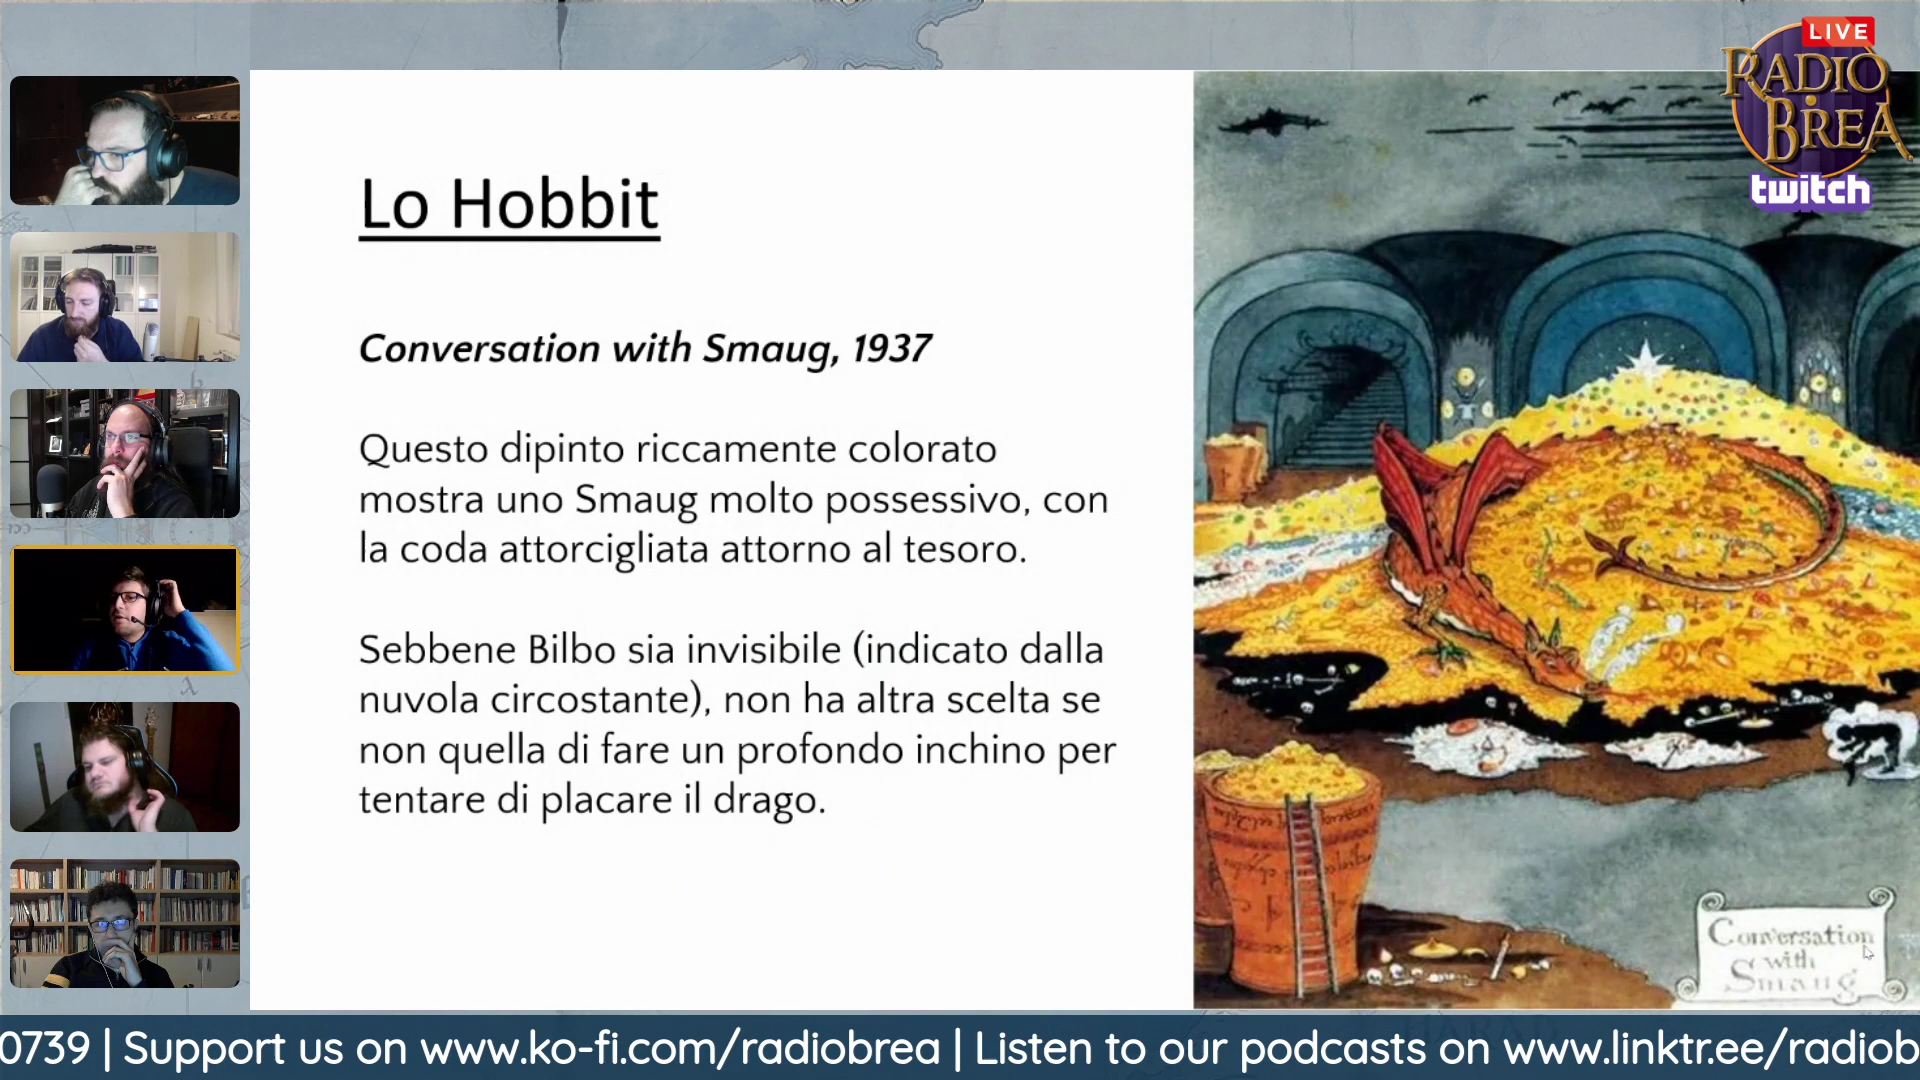 LIVE
RADIO
BREA
twitch
Lo Hobbit
Conversation with Smaug, 1937
Questo dipinto riccamente colorato
mostra uno Smaug molto possessivo, con
la coda attorcigliata attorno al tesoro.
Sebbene Bilbo sia invisibile (indicato dalla
nuvola circostante), non ha altra scelta se
non quella di fare un profondo inchino per
tentare di placare il drago.
Conversation
with
Smaug
0739 | Support us on www.ko-fi.com/radiobrea | Listen to our podcasts on www.linktr.ee/radiob